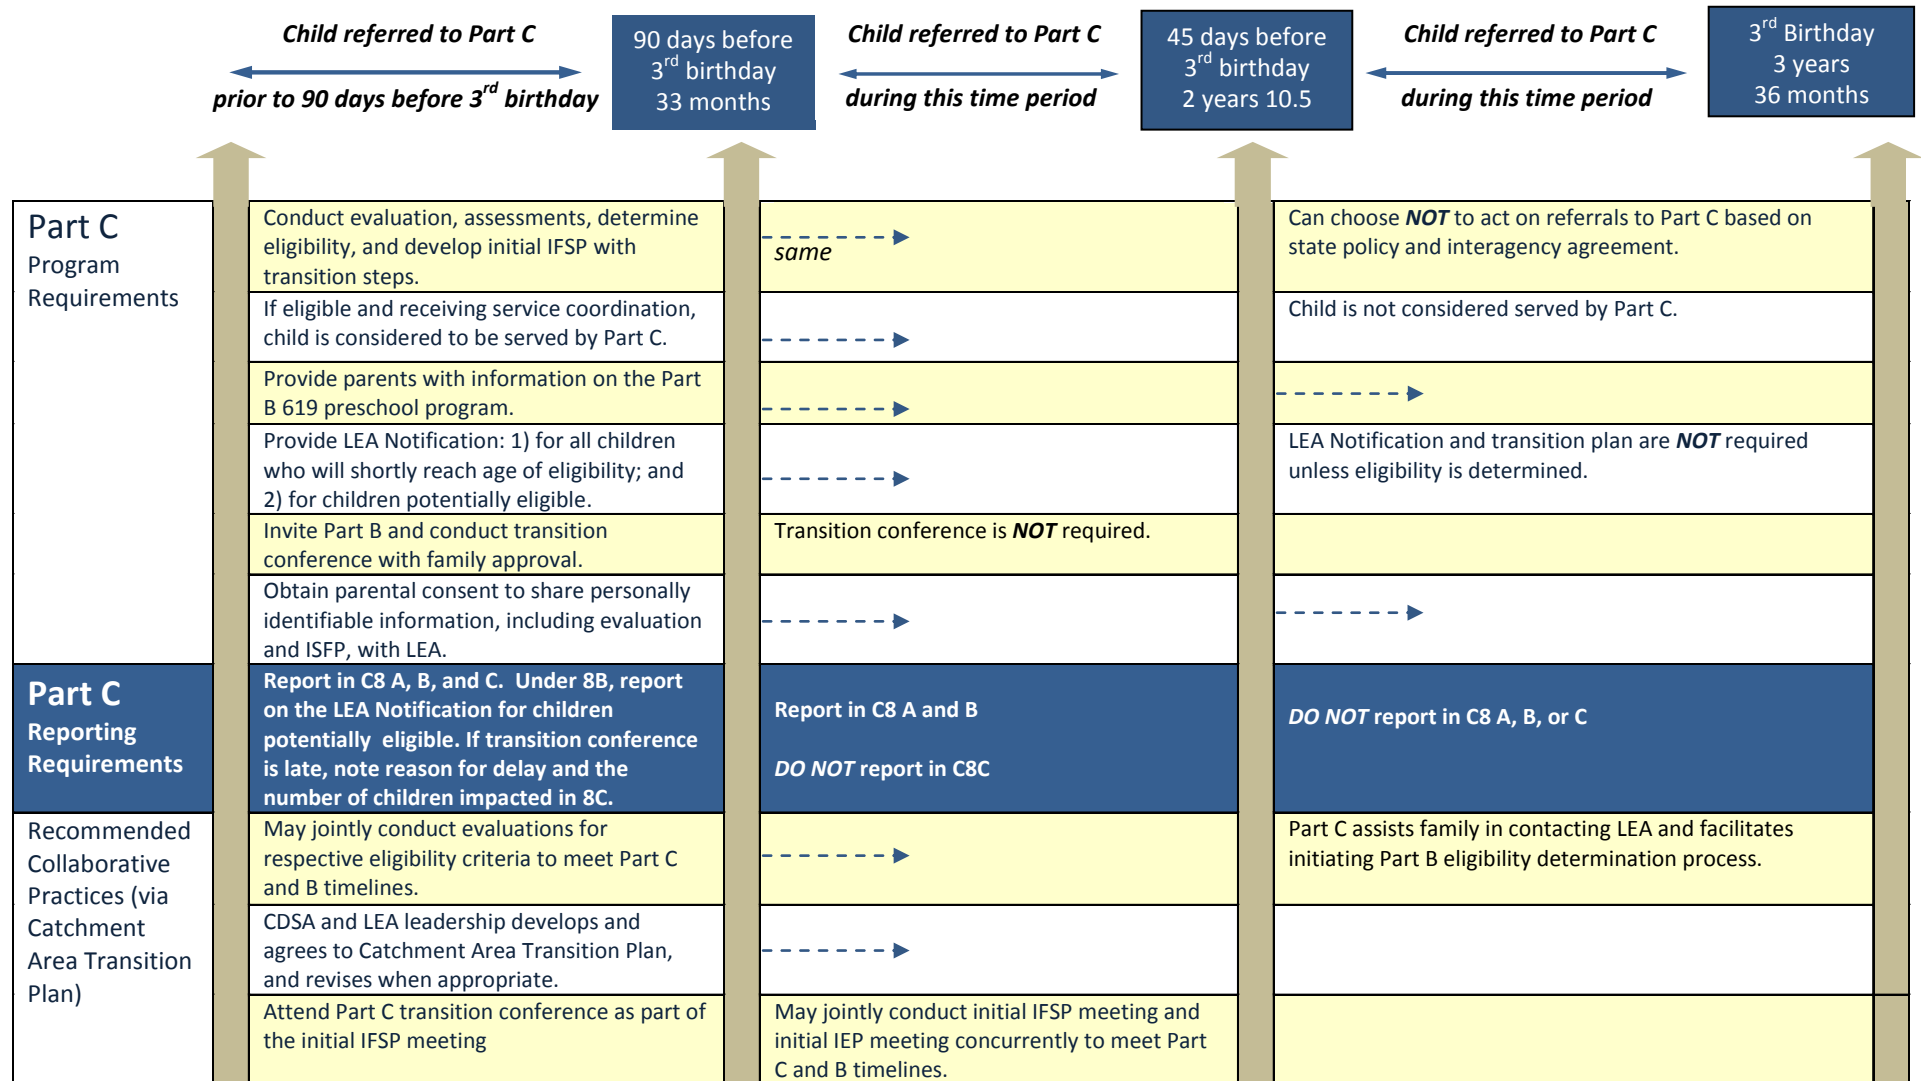 Child referred to Part C
prior to 90 days before 3rd birthday
90 days before
3rd birthday
33 months
Child referred to Part C
during this time period
45 days before
3rd birthday
2 years 10.5
Child referred to Part C
during this time period
3rd Birthday
3 years
36 months
Part C
Program
Requirements
Conduct evaluation, assessments, determine
eligibility, and develop initial IFSP with
transition steps.
same
Can choose NOT to act on referrals to Part C based on
state policy and interagency agreement.
If eligible and receiving service coordination,
child is considered to be served by Part C.
Child is not considered served by Part C.
Provide parents with information on the Part
B 619 preschool program.
Provide LEA Notification: 1) for all children
who will shortly reach age of eligibility; and
2) for children potentially eligible.
LEA Notification and transition plan are NOT required
unless eligibility is determined.
Invite Part B and conduct transition
conference with family approval.
Transition conference is NOT required.
Obtain parental consent to share personally
identifiable information, including evaluation
and ISFP, with LEA.
Part C
Reporting
Requirements
Report in C8 A, B, and C. Under 8B, report
on the LEA Notification for children
potentially eligible. If transition conference
is late, note reason for delay and the
number of children impacted in 8C.
Report in C8 A and B
DO NOT report in C8C
DO NOT report in C8 A, B, or C
Recommended
Collaborative
Practices (via
Catchment
Area Transition
Plan)
May jointly conduct evaluations for
respective eligibility criteria to meet Part C
and B timelines.
Part C assists family in contacting LEA and facilitates
initiating Part B eligibility determination process.
CDSA and LEA leadership develops and
agrees to Catchment Area Transition Plan,
and revises when appropriate.
Attend Part C transition conference as part of
the initial IFSP meeting
May jointly conduct initial IFSP meeting and
initial IEP meeting concurrently to meet Part
C and B timelines.